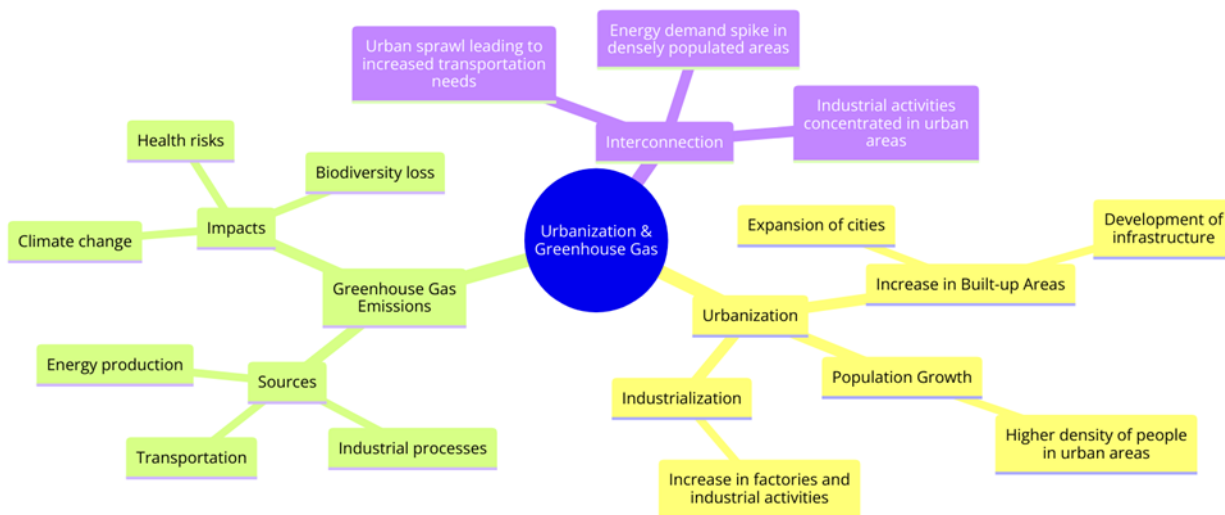 Urbanization &
Greenhouse Gas
Interconnection
Urban sprawl leading to
increased transportation
needs
Energy demand spike in
densely populated areas
Industrial activities
concentrated in urban
areas
Greenhouse Gas
Emissions
Impacts
Health risks
Biodiversity loss
Climate change
Sources
Energy production
Transportation
Industrial processes
Urbanization
Increase in Built-up Areas
Expansion of cities
Development of
infrastructure
Population Growth
Higher density of people
in urban areas
Industrialization
Increase in factories and
industrial activities